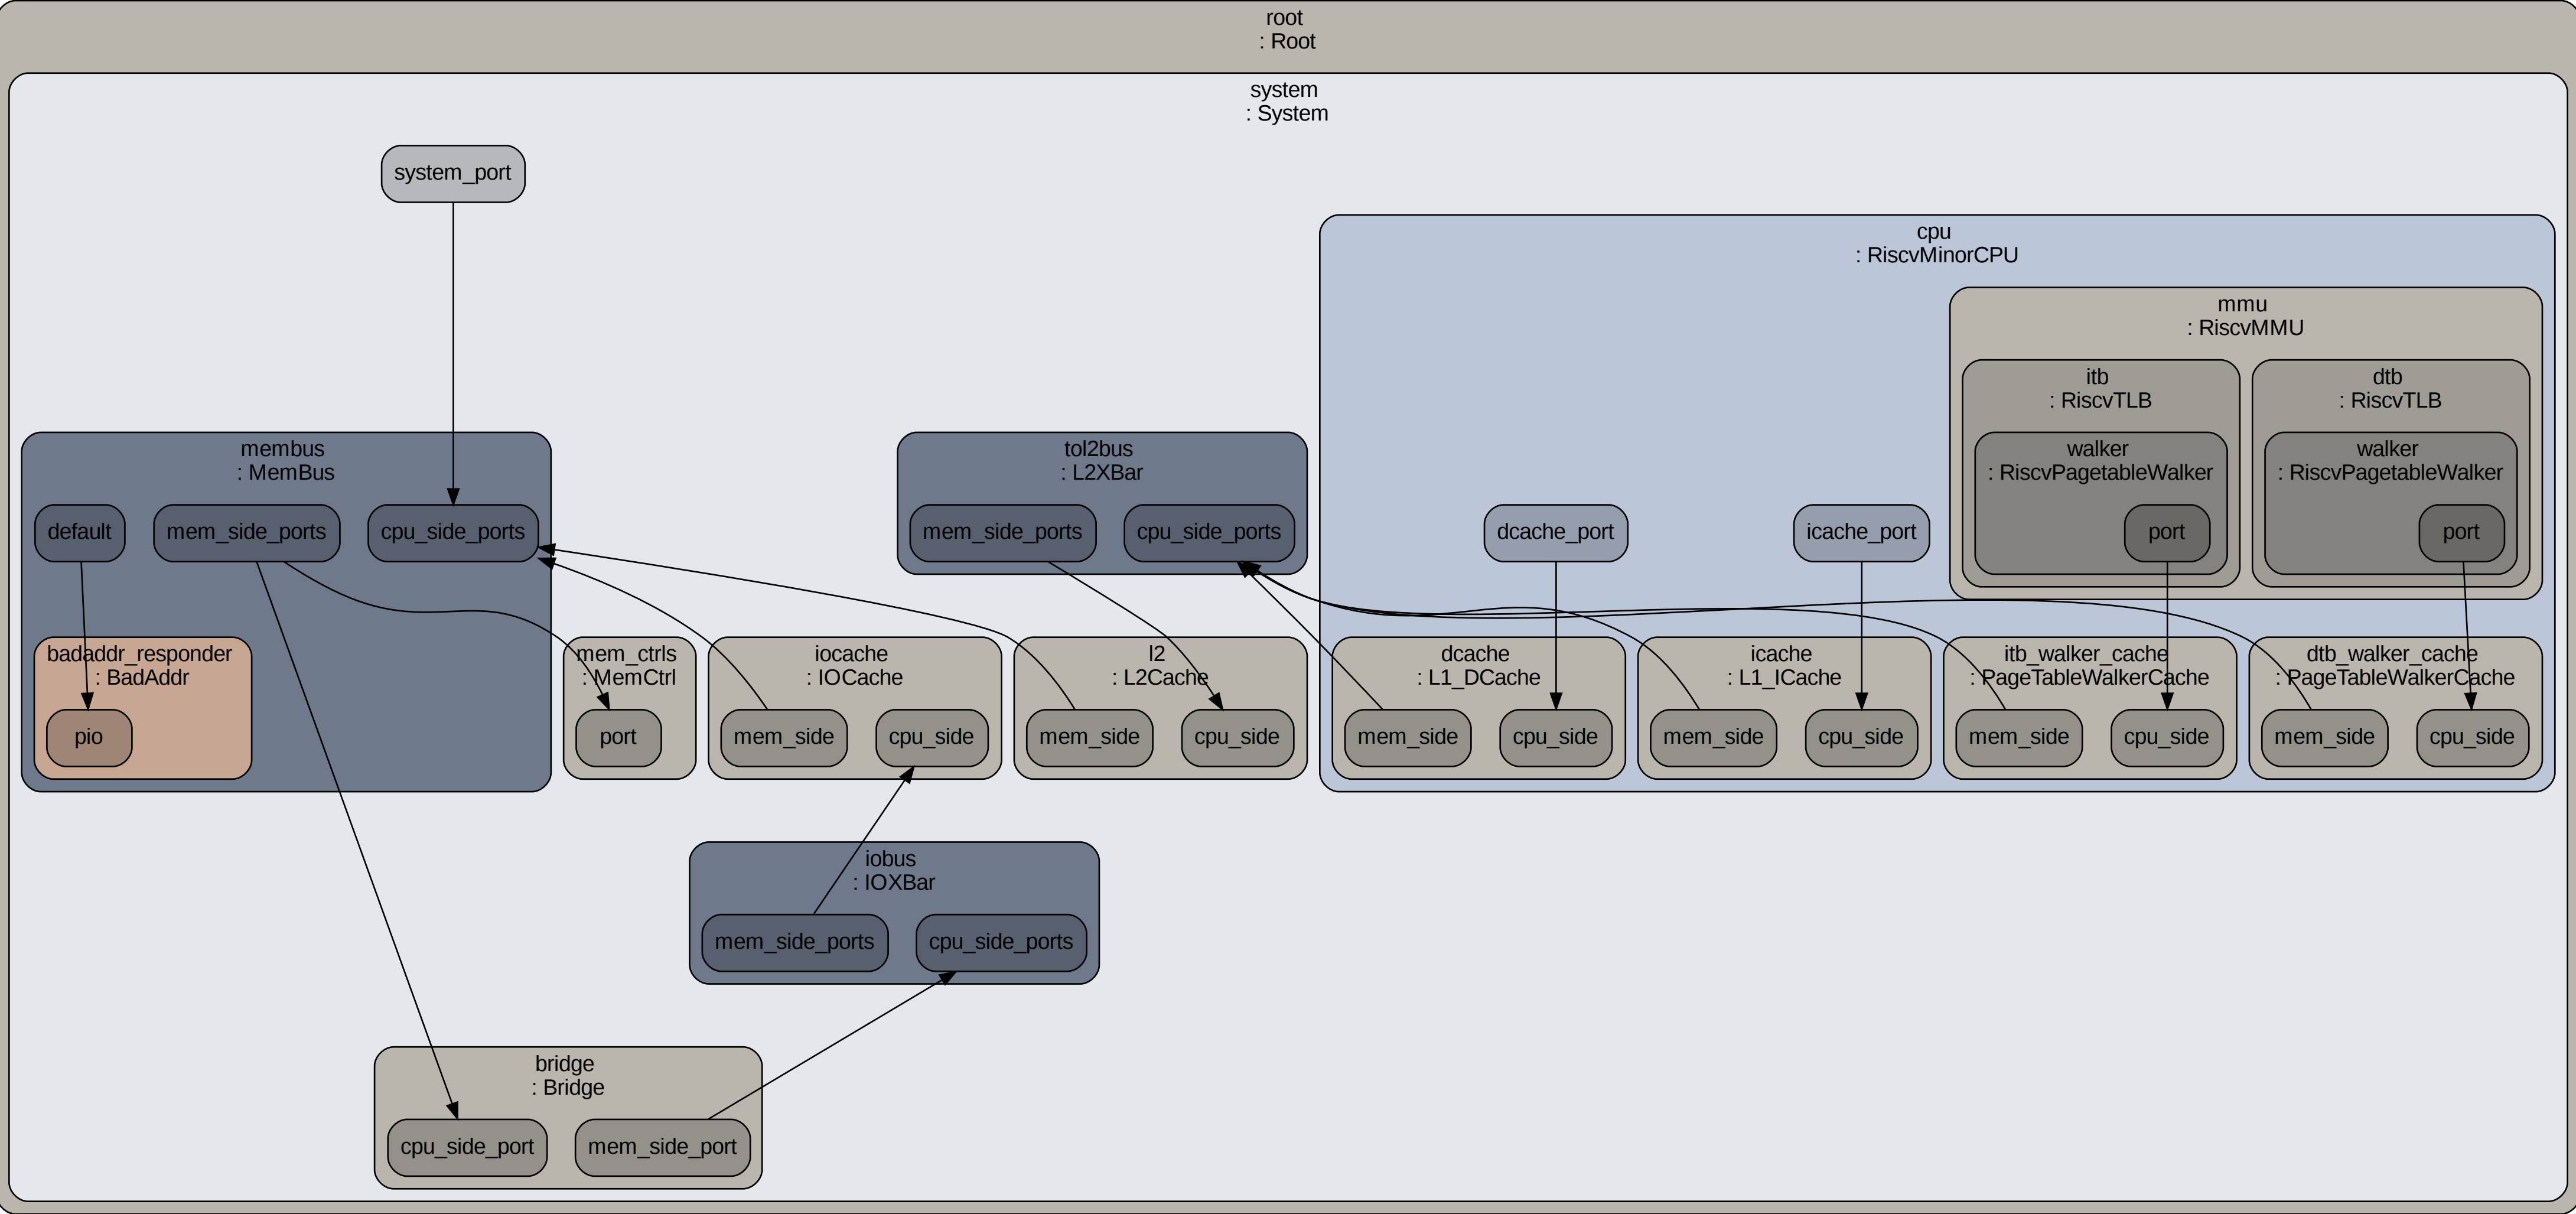 root
: Root
system
: System
system_port
cpu
: RiscvMinorCPU
mmu
: RiscvMMU
itb
: RiscvTLB
dtb
: RiscvTLB
walker
: RiscvPagetableWalker
walker
: RiscvPagetableWalker
membus
: MemBus
tol2bus
: L2XBar
default
mem_side_ports
cpu_side_ports
mem_side_ports
cpu_side_ports
dcache_port
icache_port
port
port
badaddr_responder
: BadAddr
pio
mem_ctrls
: MemCtrl
port
iocache
: IOCache
mem_side
cpu_side
l2
: L2Cache
mem_side
cpu_side
dcache
: L1_DCache
mem_side
cpu_side
icache
: L1_ICache
mem_side
cpu_side
itb_walker_cache
: PageTableWalkerCache
mem_side
cpu_side
dtb_walker_cache
: PageTableWalkerCache
mem_side
cpu_side
iobus
: IOXBar
mem_side_ports
cpu_side_ports
bridge
: Bridge
cpu_side_port
mem_side_port